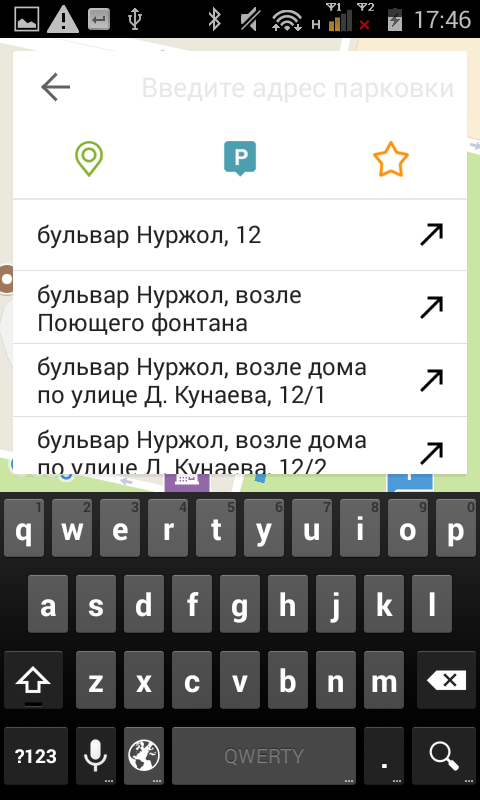 H 1 2 17:46
Введите адрес парковки
P
бульвар Нуржол, 12
бульвар Нуржол, возле
Поющего фонтана
бульвар Нуржол, возле дома
по улице Д. Кунаева, 12/1
бульвар Нуржол, возле дома
по улице Д. Кунаева, 12/2
1 2 3 4 5 6 7 8 9 0
q w e r t y u i o p
a s d f g h j k l
z x c v b n m
?123 QWERTY .